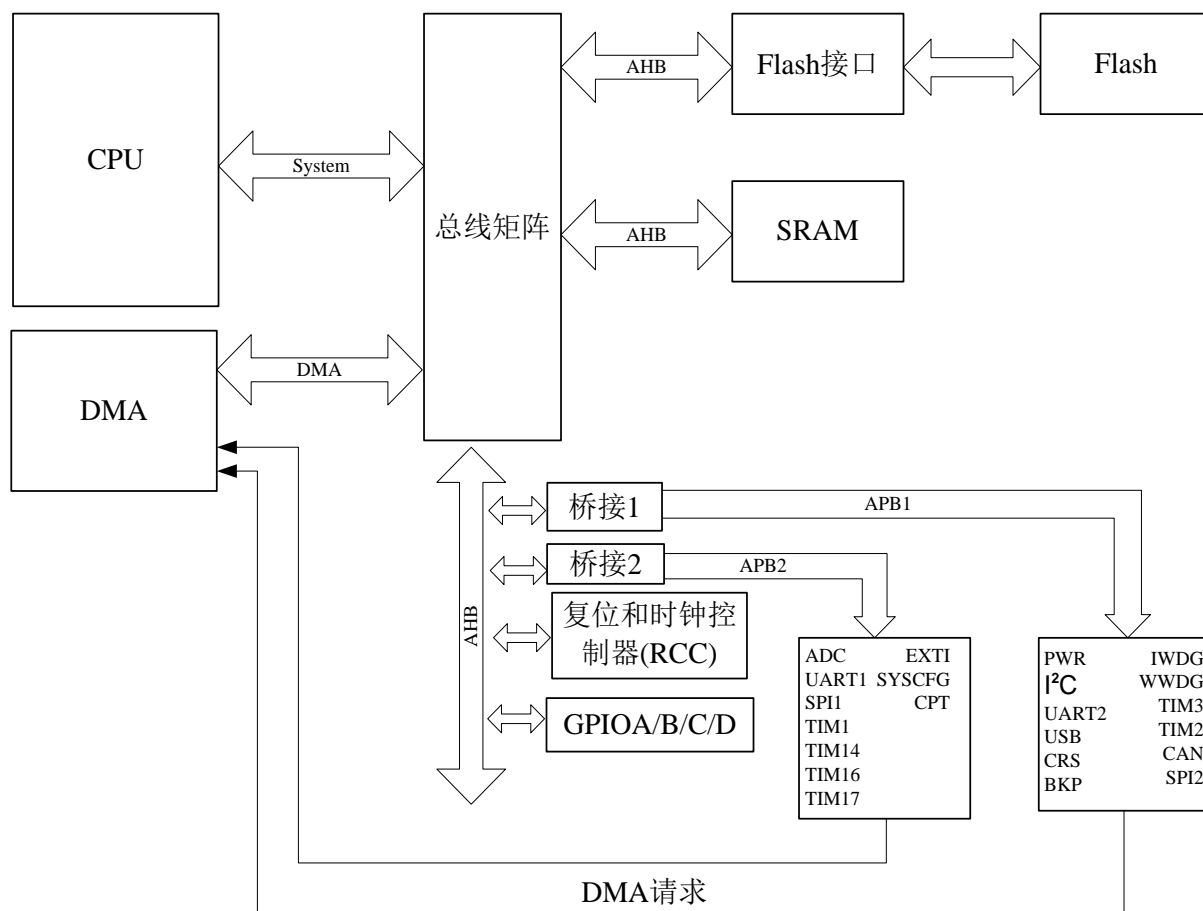 CPU
System
总线矩阵
AHB
Flash接口
Flash
AHB
SRAM
DMA
DMA
AHB
桥接1
APB1
桥接2
APB2
复位和时钟控
制器(RCC)
GPIOA/B/C/D
ADC EXTI
UART1 SYSCFG
SPI1 CPT
TIM1
TIM14
TIM16
TIM17
PWR IWDG
I²C WWDG
UART2 TIM3
USB TIM2
CRS CAN
BKP SPI2
DMA请求